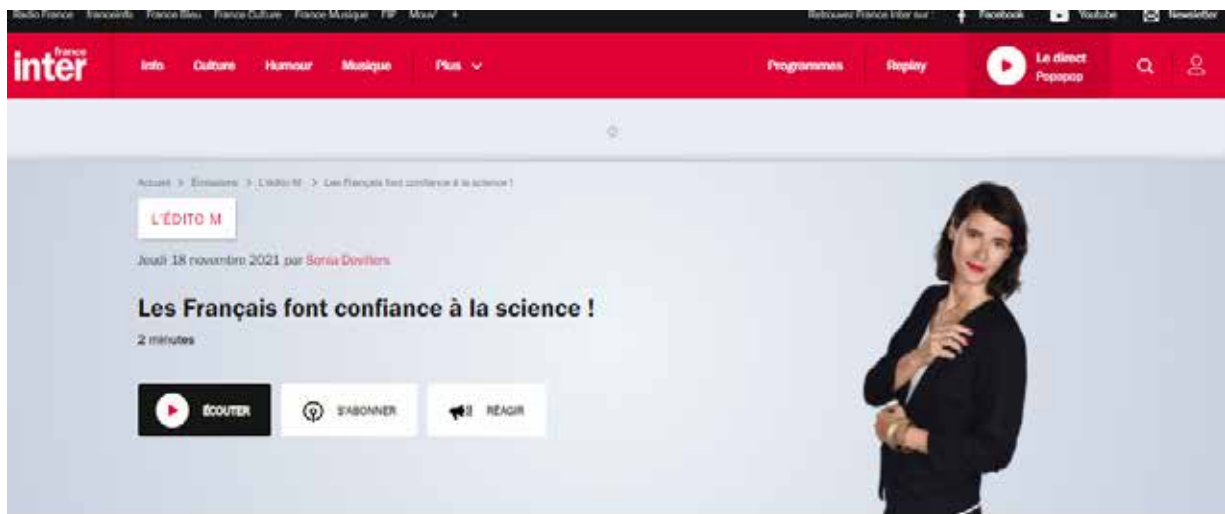 Radio France franceinfo France Bleu France Culture France Musique FIP Mouv' +
Retrouvez France Inter sur : Facebook Youtube Newsletter
france
inter
Info Culture Humour Musique Plus
Programmes Replay
Le direct
Popopop
Accueil > Émissions > L'édito M > Les Français font confiance à la science !
L'ÉDITO M
Jeudi 18 novembre 2021 par Sonia Devillers
Les Français font confiance à la science !
2 minutes
ÉCOUTER S'ABONNER RÉAGIR